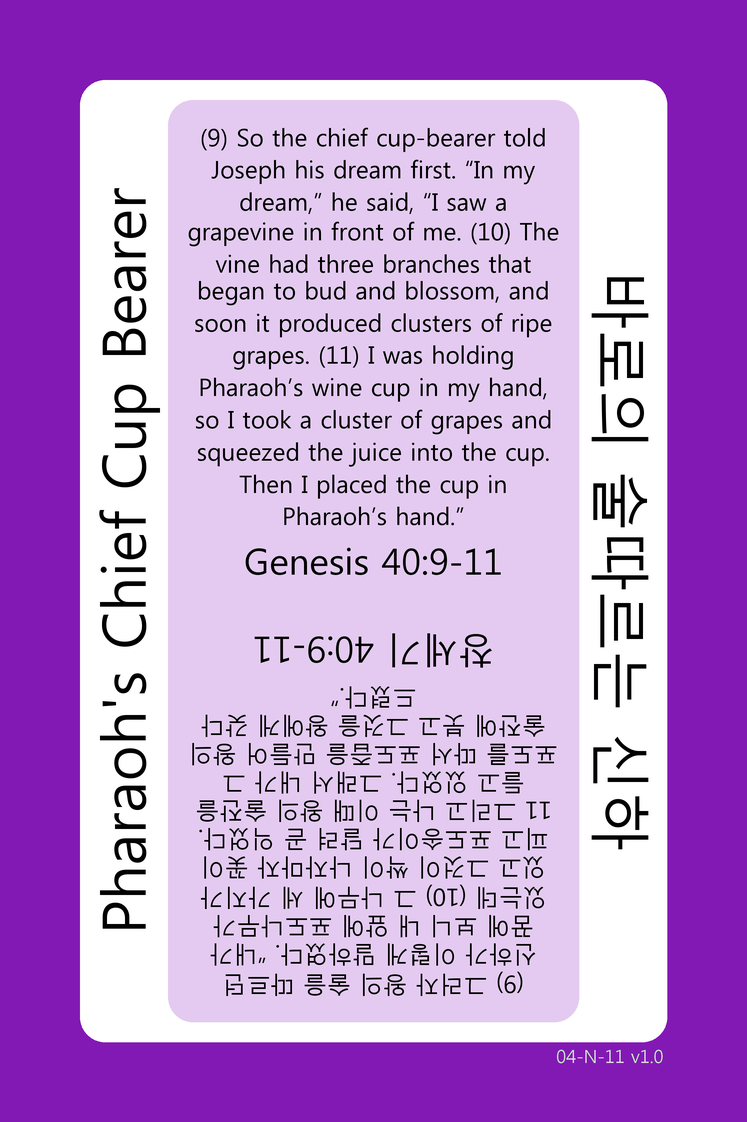 Pharaoh's Chief Cup Bearer
(9) So the chief cup-bearer told
Joseph his dream first. “In my
dream,” he said, “I saw a
grapevine in front of me. (10) The
vine had three branches that
began to bud and blossom, and
soon it produced clusters of ripe
grapes. (11) I was holding
Pharaoh’s wine cup in my hand,
so I took a cluster of grapes and
squeezed the juice into the cup.
Then I placed the cup in
Pharaoh’s hand.”
Genesis 40:9-11
바로의 술따르는 신하
(9) 그러자 왕의 술을 따르던
신하가 이렇게 말하였다. “내가
꿈에 보니 내 앞에 포도나무가
있는데 (10) 그 나무에 세 가지가
있고 그것이 싹이 나자마자 꽃이
피고 포도송이가 달려 곧 익었다.
11 그리고 나는 이때 왕의 술잔을
들고 있었다. 그래서 내가 그
포도를 따서 포도즙을 만들어 왕의
술잔에 붓고 그것을 왕에게 갖다
드렸다.”
창세기 40:9-11
04-N-11 v1.0